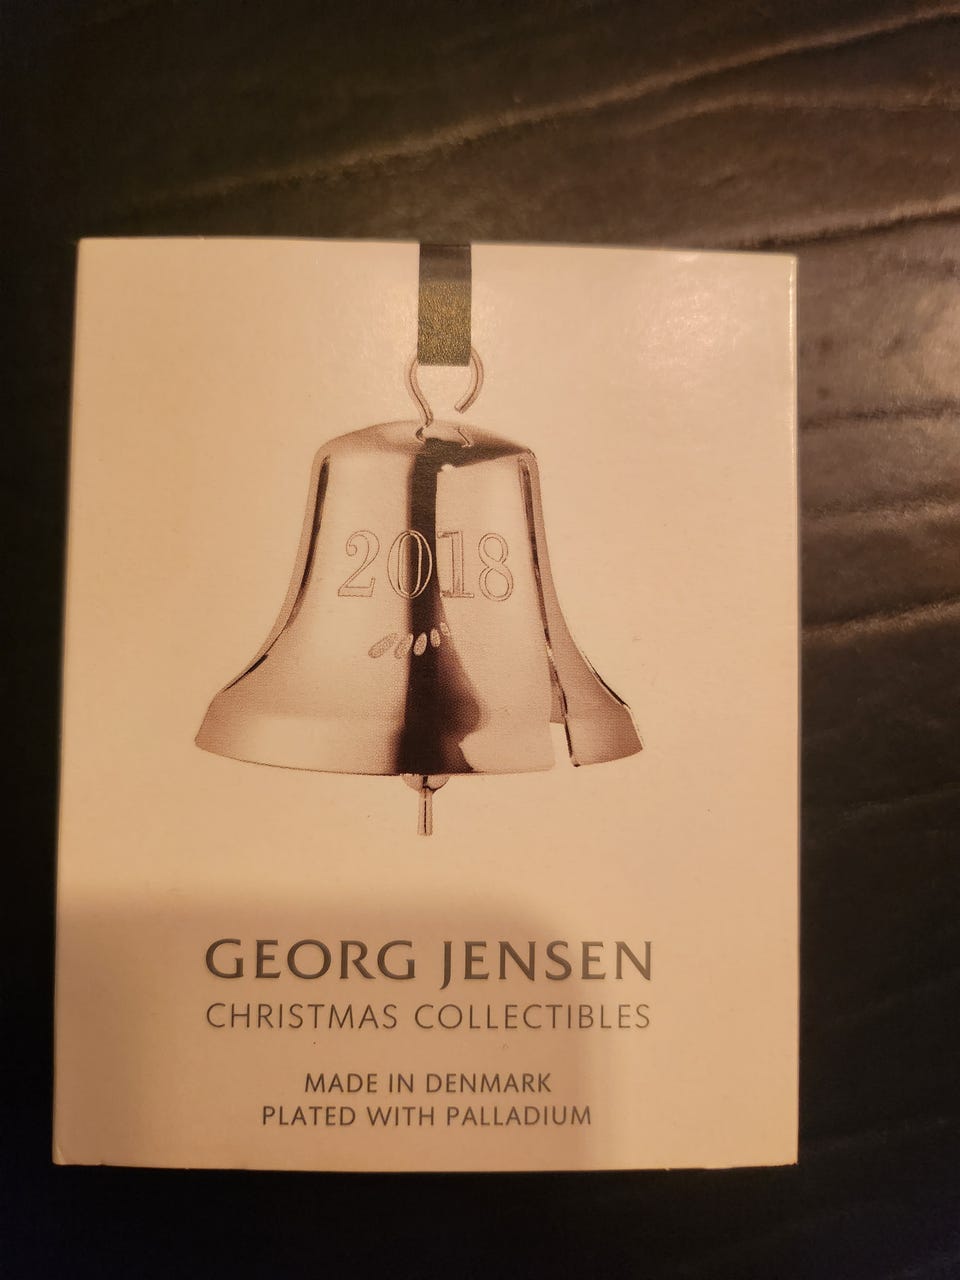 2018
GEORG JENSEN
CHRISTMAS COLLECTIBLES
MADE IN DENMARK
PLATED WITH PALLADIUM